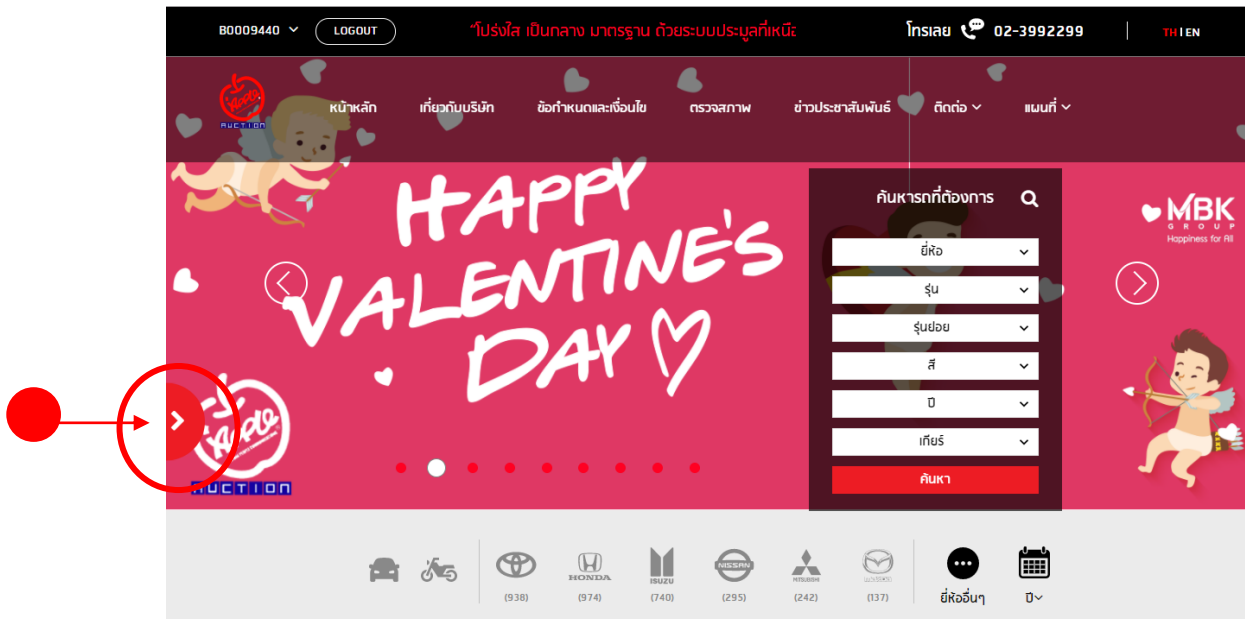 B0009440
LOGOUT
"โปร่งใส เป็นกลาง มาตรฐาน ด้วยระบบประมูลที่เหนือ
โทรเลย
02-3992299
TH | EN
Apple
AUCTION
หน้าหลัก
เกี่ยวกับบริษัท
ข้อกำหนดและเงื่อนไข
ตรวจสภาพ
ข่าวประชาสัมพันธ์
ติดต่อ
แผนที่
HAPPY
VALENTINE'S
DAY
ค้นหารถที่ต้องการ
ยี่ห้อ
รุ่น
รุ่นย่อย
สี
ปี
เกียร์
ค้นหา
MBK
GROUP
Happiness for All
Apple
AUCTION
HONDA
ISUZU
NISSAN
MITSUBISHI
(938)
(974)
(740)
(295)
(242)
(137)
ยี่ห้ออื่นๆ
ปี